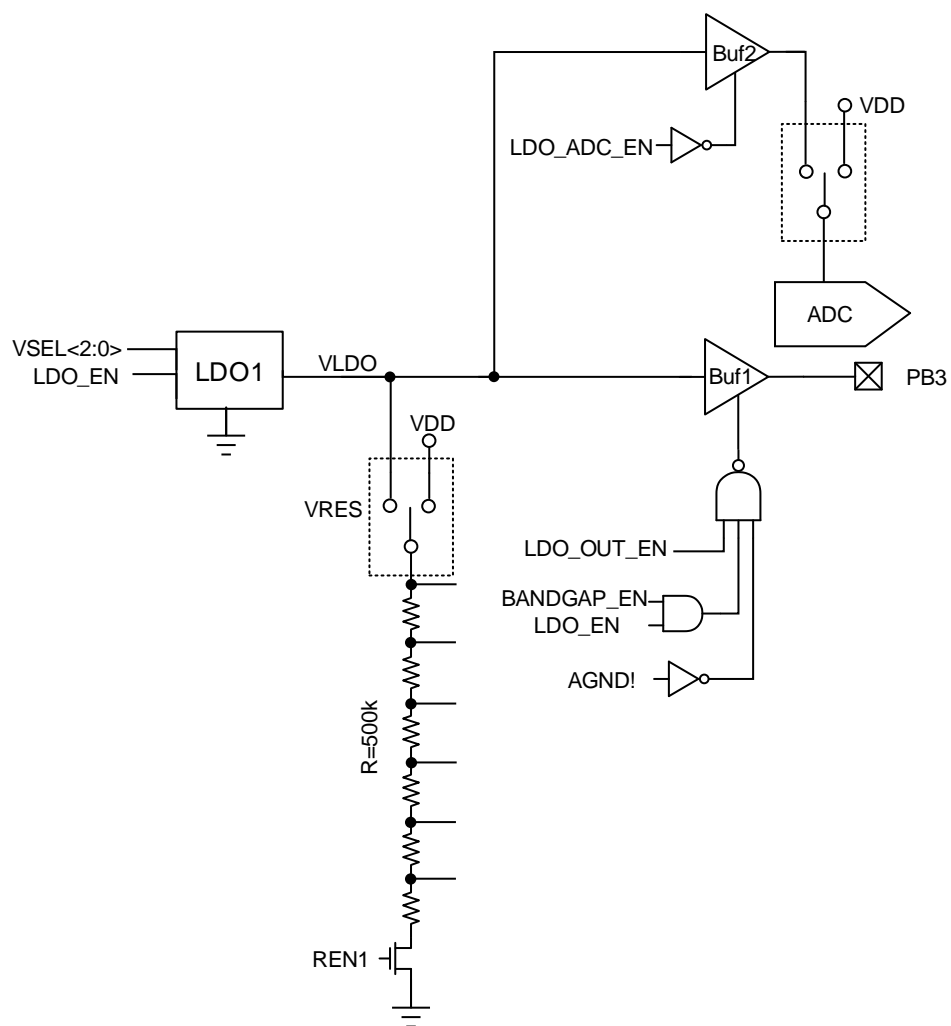 Buf2
VDD
LDO_ADC_EN
ADC
VSEL<2:0>
LDO_EN
LDO1
VLDO
Buf1
PB3
VDD
VRES
LDO_OUT_EN
BANDGAP_EN
LDO_EN
AGND!
R=500k
REN1